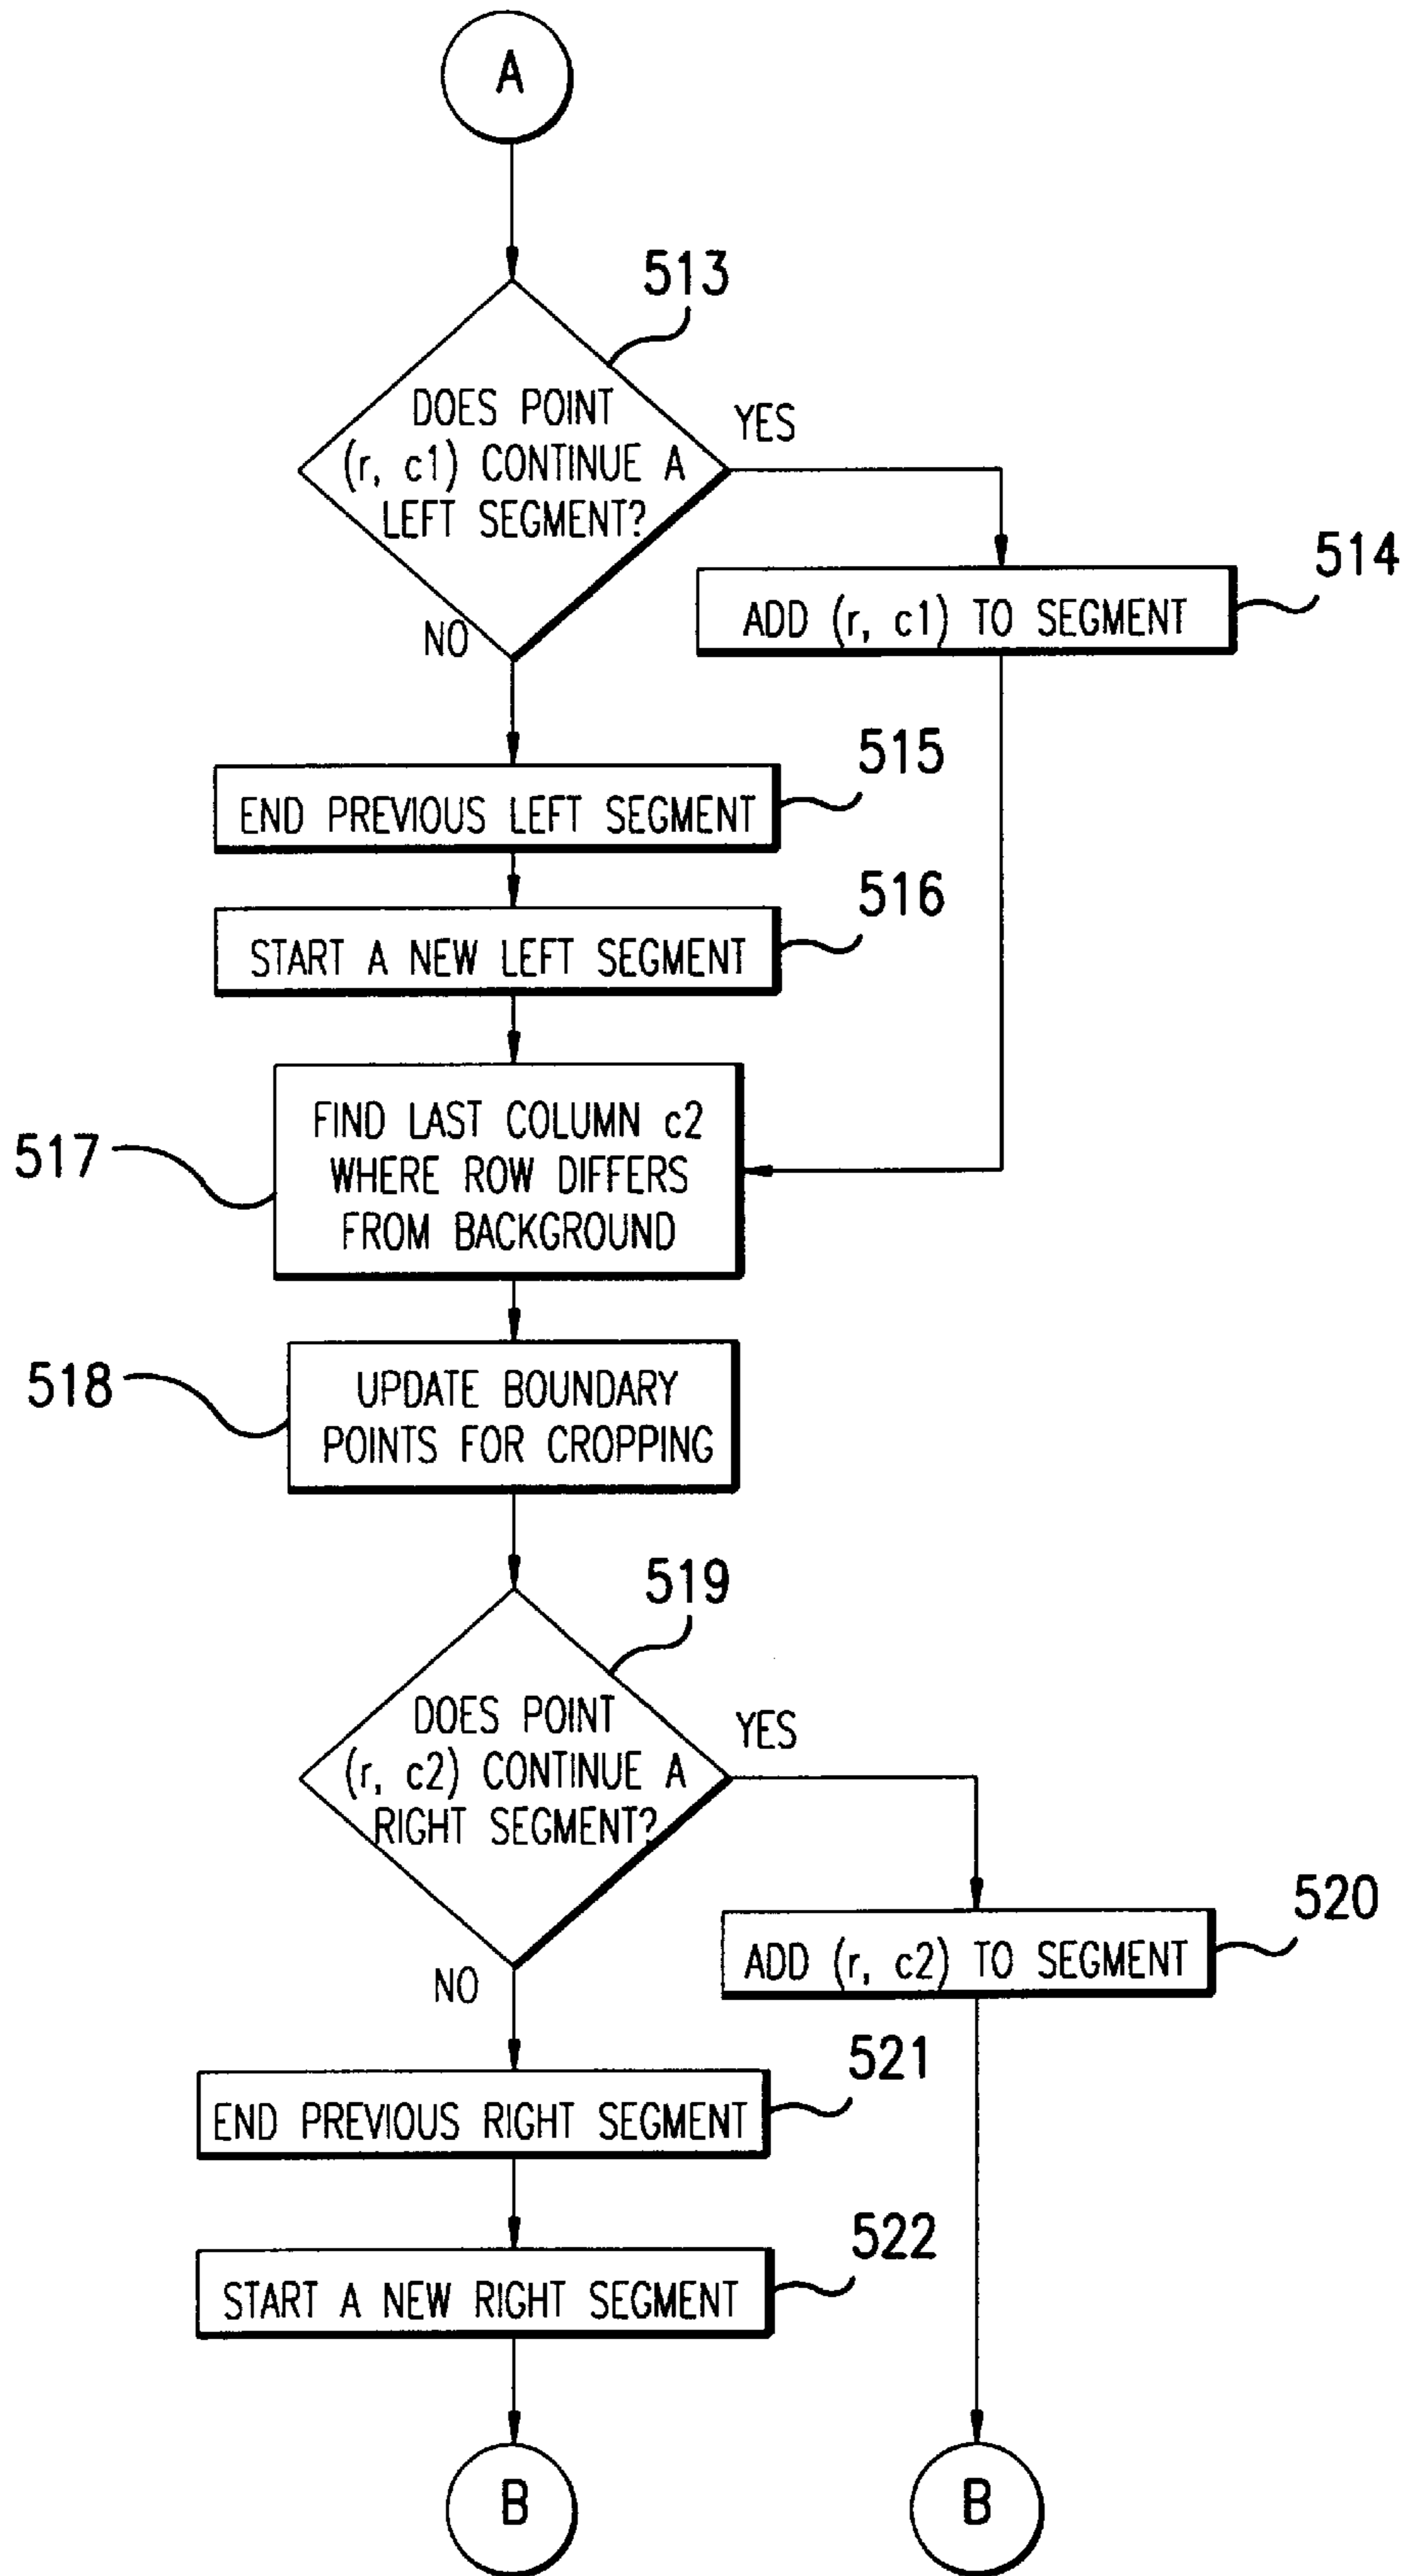 A
513
DOES POINT
(r, c1) CONTINUE A
LEFT SEGMENT?
YES
NO
514
ADD (r, c1) TO SEGMENT
515
END PREVIOUS LEFT SEGMENT
516
START A NEW LEFT SEGMENT
517
FIND LAST COLUMN c2
WHERE ROW DIFFERS
FROM BACKGROUND
518
UPDATE BOUNDARY
POINTS FOR CROPPING
519
DOES POINT
(r, c2) CONTINUE A
RIGHT SEGMENT?
YES
NO
520
ADD (r, c2) TO SEGMENT
521
END PREVIOUS RIGHT SEGMENT
522
START A NEW RIGHT SEGMENT
B
B